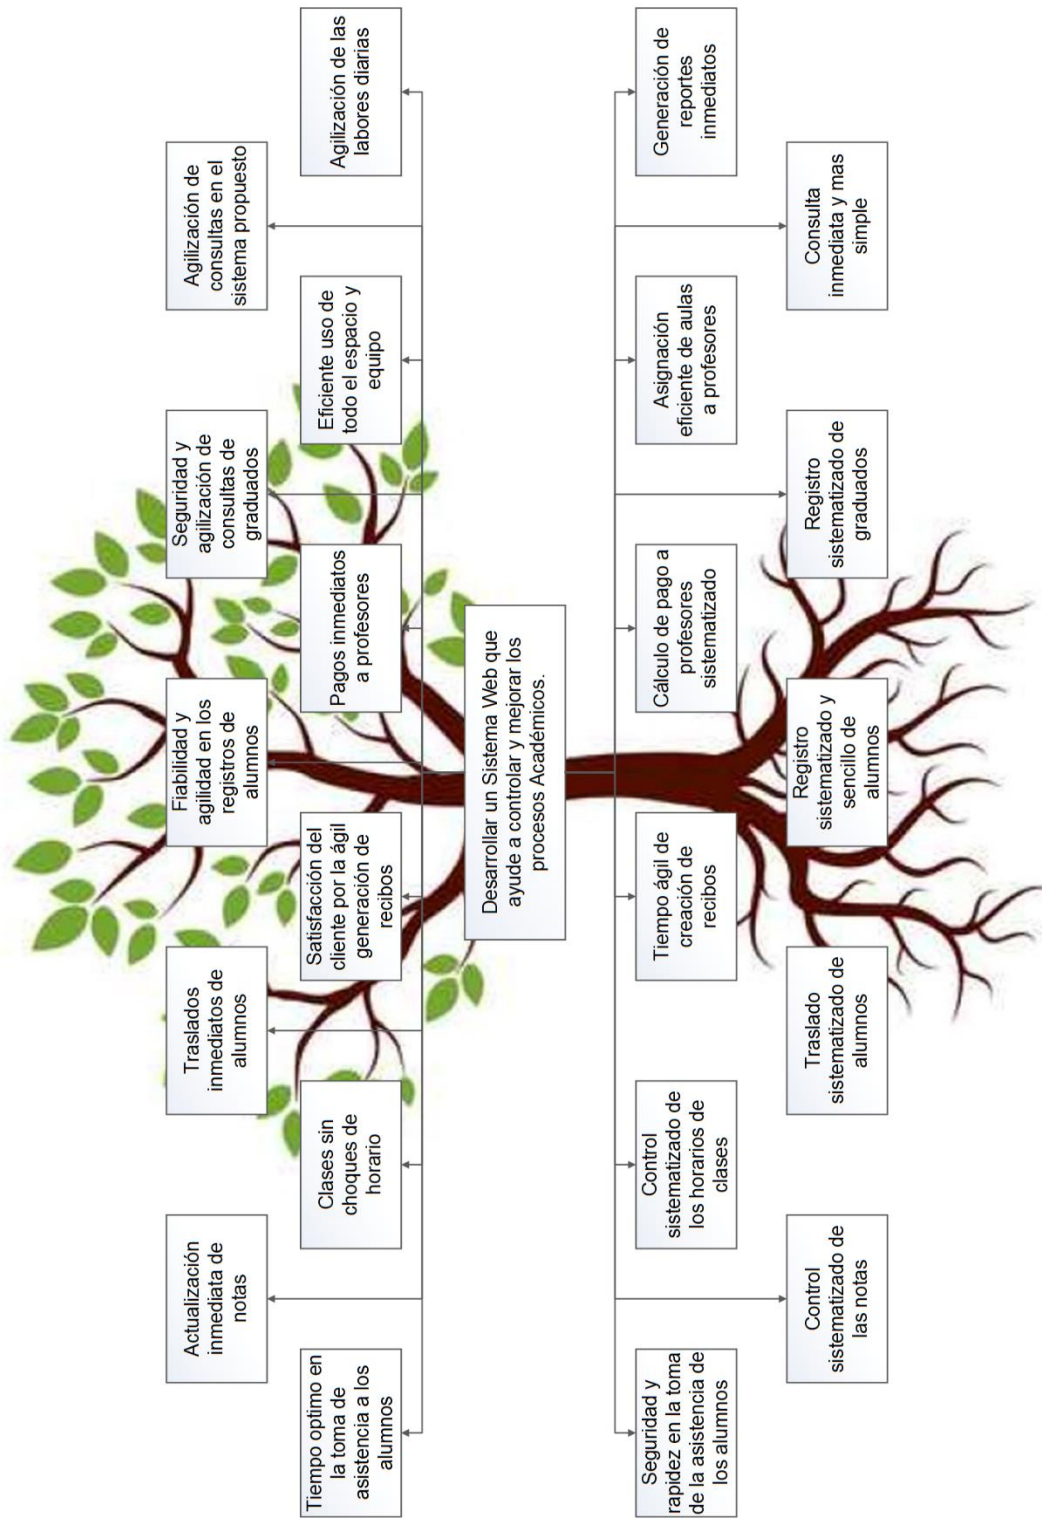 Tiempo optimo en
la toma de
asistencia a los
alumnos
Actualización
inmediata de
notas
Clases sin
choques de
horario
Traslados
inmediatos de
alumnos
Satisfacción del
cliente por la ágil
generación de
recibos
Fiabilidad y
agilidad en los
registros de
alumnos
Pagos inmediatos
a profesores
Seguridad y
agilización de
consultas de
graduados
Eficiente uso de
todo el espacio y
equipo
Agilización de
consultas en el
sistema propuesto
Agilización de las
labores diarias
Desarrollar un Sistema Web que
ayude a controlar y mejorar los
procesos Académicos.
Seguridad y
rapidez en la toma
de la asistencia de
los alumnos
Control
sistematizado de
las notas
Control
sistematizado de
los horarios de
clases
Traslado
sistematizado de
alumnos
Tiempo ágil de
creación de
recibos
Registro
sistematizado y
sencillo de
alumnos
Cálculo de pago a
profesores
sistematizado
Registro
sistematizado de
graduados
Asignación
eficiente de aulas
a profesores
Consulta
inmediata y mas
simple
Generación de
reportes
inmediatos